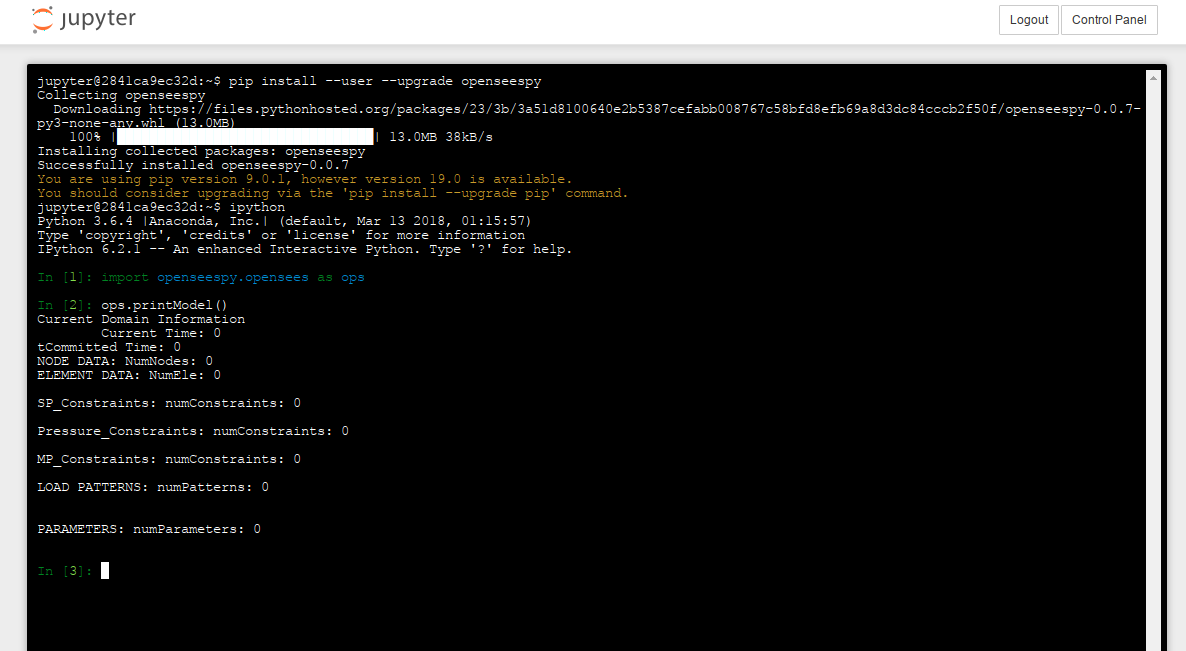 jupyter
Logout
Control Panel
jupyter@2841ca9ec32d:~$ pip install --user --upgrade openseespy
Collecting openseespy
  Downloading https://files.pythonhosted.org/packages/23/3b/3a51d8100640e2b5387cefabb008767c58bfd8efb69a8d3dc84cccb2f50f/openseespy-0.0.7-
py3-none-any.whl (13.0MB)
    100% |████████████████████████████████| 13.0MB 38kB/s
Installing collected packages: openseespy
Successfully installed openseespy-0.0.7
You are using pip version 9.0.1, however version 19.0 is available.
You should consider upgrading via the 'pip install --upgrade pip' command.
jupyter@2841ca9ec32d:~$ ipython
Python 3.6.4 |Anaconda, Inc.| (default, Mar 13 2018, 01:15:57)
Type 'copyright', 'credits' or 'license' for more information
IPython 6.2.1 -- An enhanced Interactive Python. Type '?' for help.
In [1]: import openseespy.opensees as ops
In [2]: ops.printModel()
Current Domain Information
        Current Time: 0
tCommitted Time: 0
NODE DATA: NumNodes: 0
ELEMENT DATA: NumEle: 0
SP_Constraints: numConstraints: 0
Pressure_Constraints: numConstraints: 0
MP_Constraints: numConstraints: 0
LOAD PATTERNS: numPatterns: 0
PARAMETERS: numParameters: 0
In [3]: